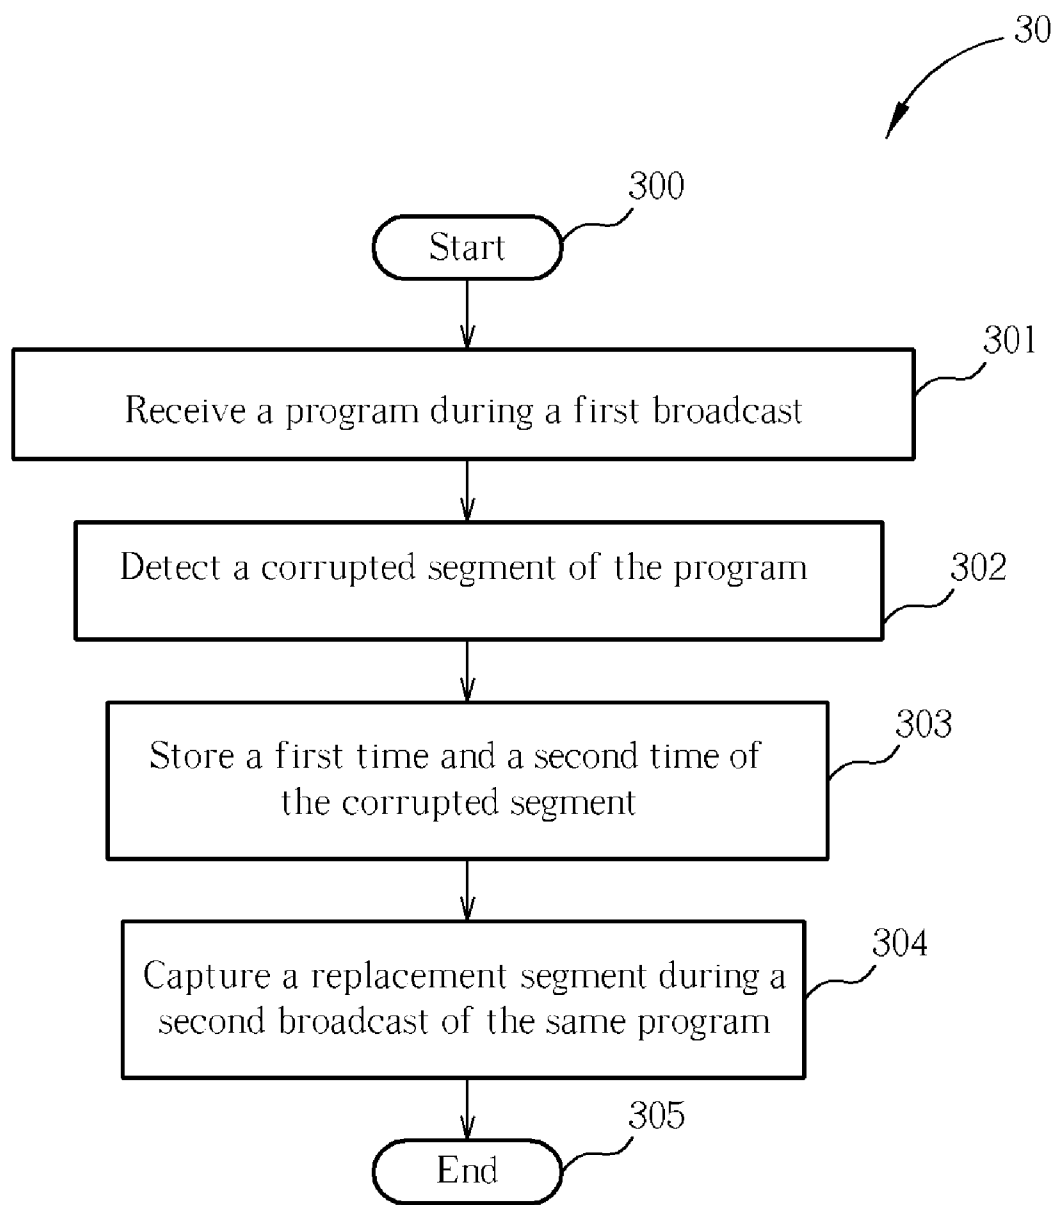 30
300
Start
301
Receive a program during a first broadcast
Detect a corrupted segment of the program
302
303
Store a first time and a second time of
the corrupted segment
304
Capture a replacement segment during a
second broadcast of the same program
305
End